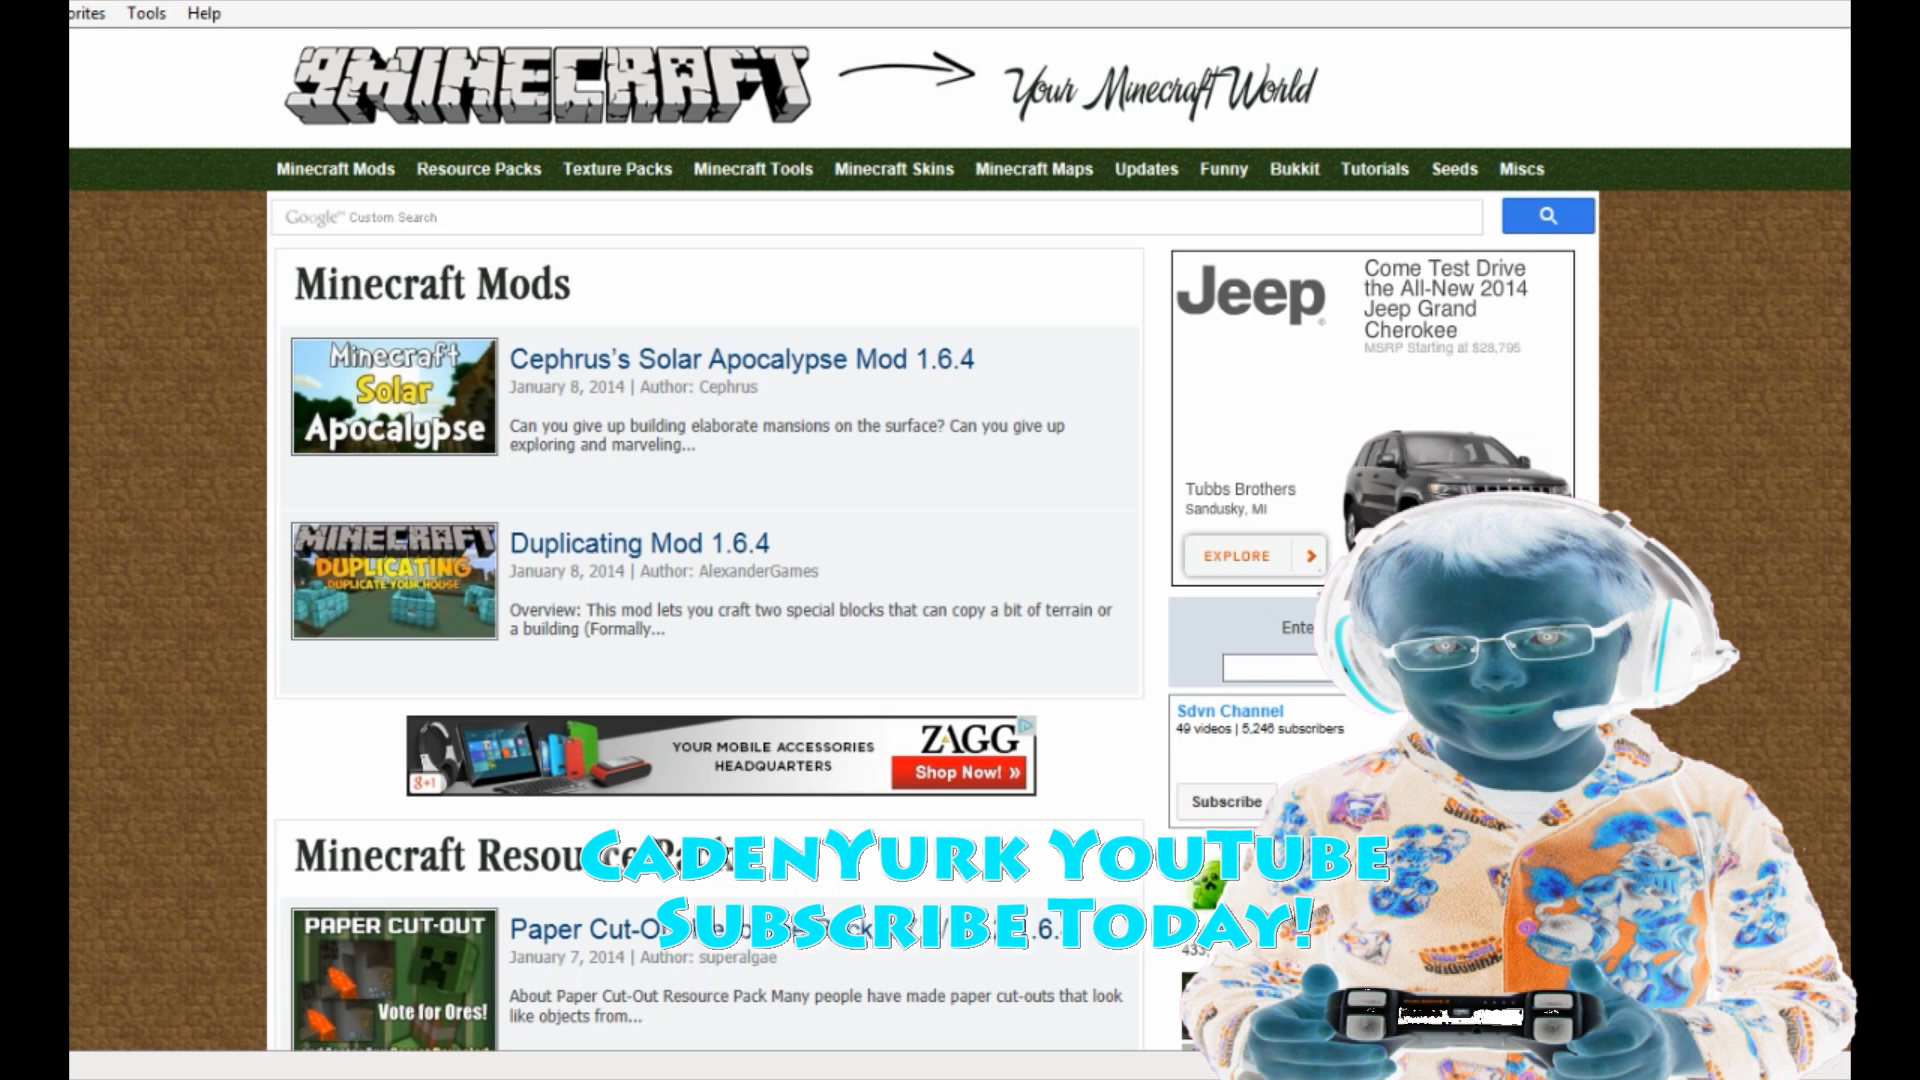 orites Tools Help
9MINECRAFT
Your Minecraft World
Minecraft Mods Resource Packs Texture Packs Minecraft Tools Minecraft Skins Minecraft Maps Updates Funny Bukkit Tutorials Seeds Miscs
Google™ Custom Search
Minecraft Mods
Minecraft
Solar
Apocalypse
Cephrus's Solar Apocalypse Mod 1.6.4
January 8, 2014 | Author: Cephrus
Can you give up building elaborate mansions on the surface? Can you give up
exploring and marveling...
MINECRAFT
DUPLICATING
DUPLICATE YOUR HOUSE
Duplicating Mod 1.6.4
January 8, 2014 | Author: AlexanderGames
Overview: This mod lets you craft two special blocks that can copy a bit of terrain or
a building (Formally...
Jeep
Come Test Drive
the All-New 2014
Jeep Grand
Cherokee
MSRP Starting at $28,795
Tubbs Brothers
Sandusky, MI
EXPLORE
Ente
Sdvn Channel
49 videos | 5,246 subscribers
Subscribe
YOUR MOBILE ACCESSORIES
HEADQUARTERS
ZAGG
Shop Now! »
g+1
Minecraft Resource Pack
CadenYurk YouTube
Subscribe Today!
PAPER CUT-OUT
Vote for Ores!
Paper Cut-O
January 7, 2014 | Author: superalgae
About Paper Cut-Out Resource Pack Many people have made paper cut-outs that look
like objects from...
433,